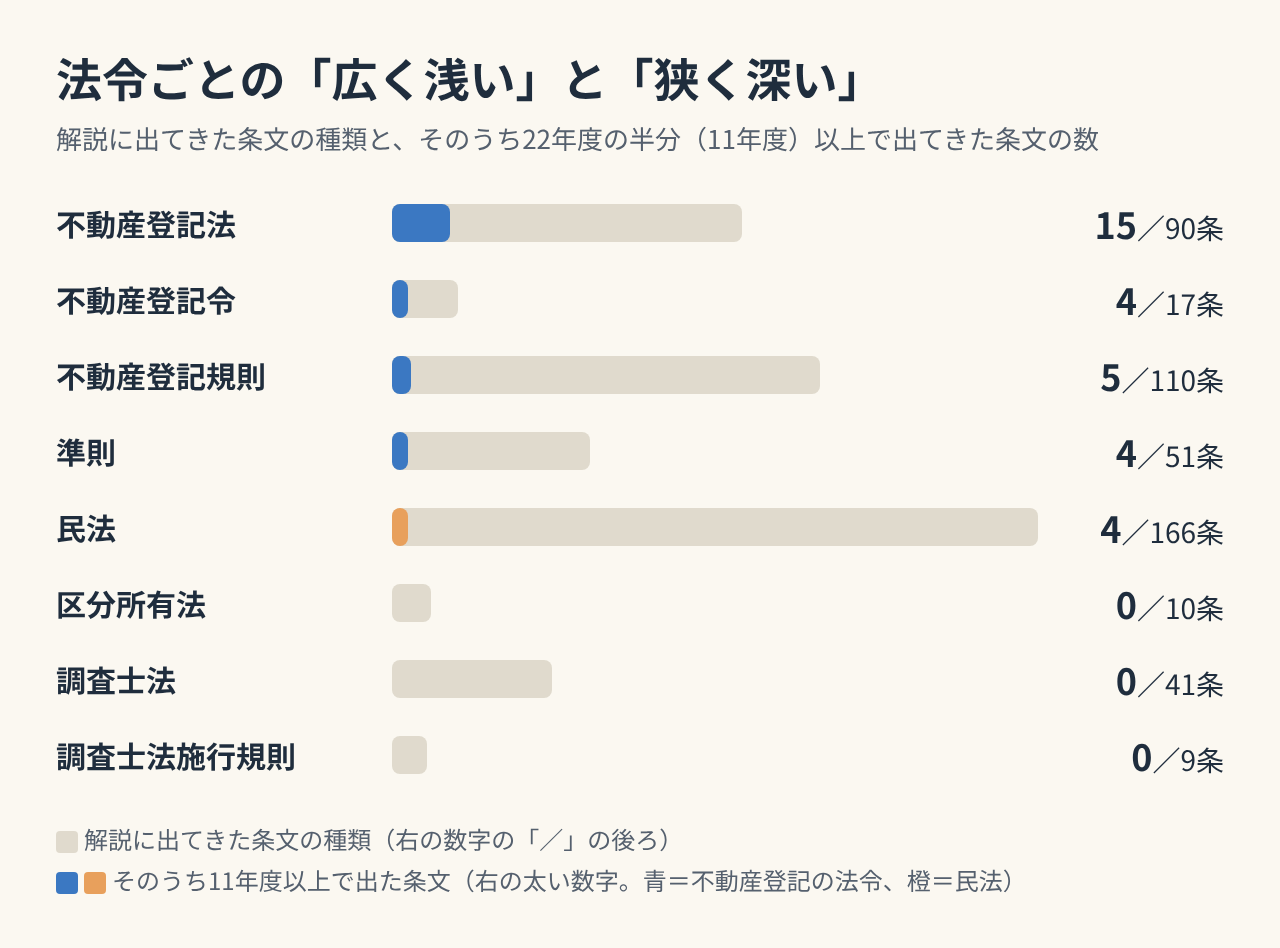 法令ごとの「広く浅い」と「狭く深い」
解説に出てきた条文の種類と、そのうち22年度の半分（11年度）以上で出てきた条文の数
不動産登記法 15／90条
不動産登記令 4／17条
不動産登記規則 5／110条
準則 4／51条
民法 4／166条
区分所有法 0／10条
調査士法 0／41条
調査士法施行規則 0／9条
解説に出てきた条文の種類（右の数字の「／」の後ろ）
そのうち11年度以上で出た条文（右の太い数字。青＝不動産登記の法令、橙＝民法）